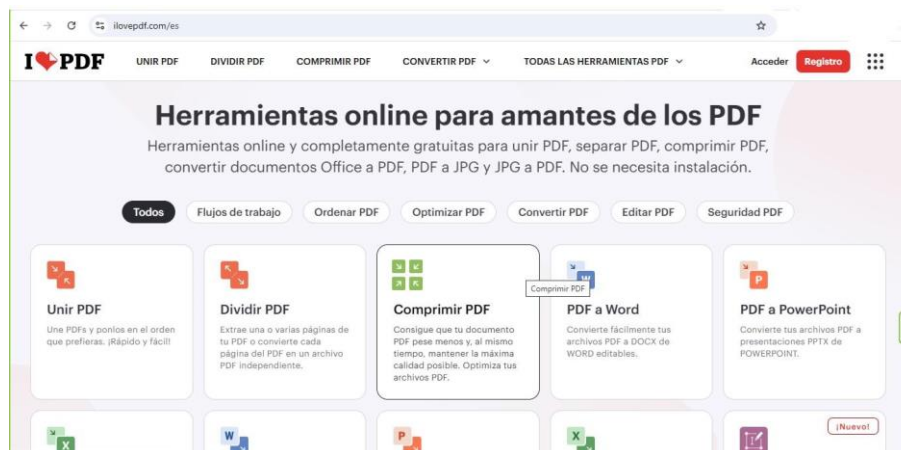 ilovepdf.com/es
I PDF
UNIR PDF
DIVIDIR PDF
COMPRIMIR PDF
CONVERTIR PDF
TODAS LAS HERRAMIENTAS PDF
Acceder
Registro
Herramientas online para amantes de los PDF
Herramientas online y completamente gratuitas para unir PDF, separar PDF, comprimir PDF,
convertir documentos Office a PDF, PDF a JPG y JPG a PDF. No se necesita instalación.
Todos
Flujos de trabajo
Ordenar PDF
Optimizar PDF
Convertir PDF
Editar PDF
Seguridad PDF
Unir PDF
Une PDFs y ponlos en el orden
que prefieras. ¡Rápido y fácil!
Dividir PDF
Extrae una o varias páginas de
tu PDF o convierte cada
página del PDF en un archivo
PDF independiente.
Comprimir PDF
Consigue que tu documento
PDF pese menos y, al mismo
tiempo, mantener la máxima
calidad posible. Optimiza tus
archivos PDF.
W
Comprimir PDF
PDF a Word
Convierte fácilmente tus
archivos PDF a DOCX de
WORD editables.
P
PDF a PowerPoint
Convierte tus archivos PDF a
presentaciones PPTX de
POWERPOINT.
X
W
P
X
¡Nuevo!